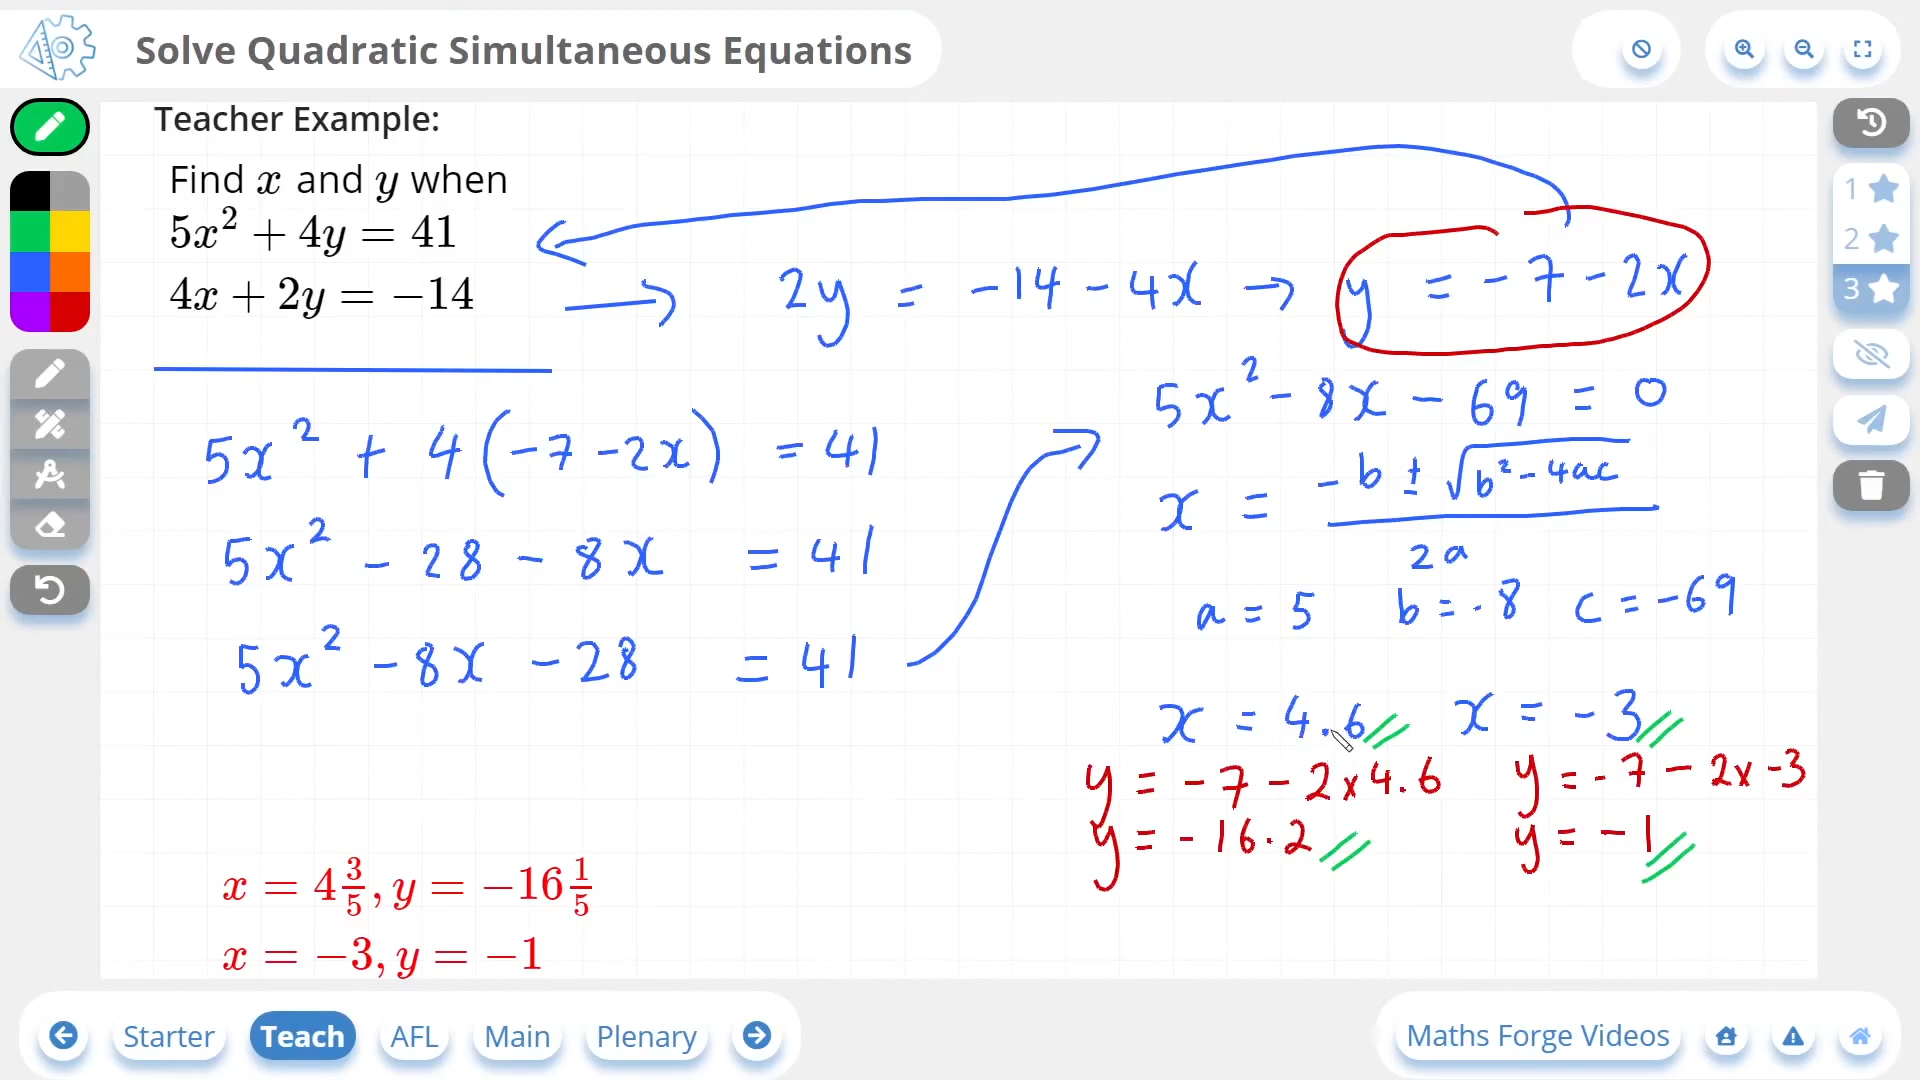 Solve Quadratic Simultaneous Equations
1
2
3
Teacher Example:
Find x and y when
5x² + 4y = 41
4x + 2y = −14
2y = -14 - 4x → y = -7 - 2x
5x² + 4(-7 -2x) = 41
5x² - 28 - 8x = 41
5x² - 8x - 28 = 41
5x² - 8x - 69 = 0
x = (-b ± √(b² - 4ac)) / 2a
a = 5 b = -8 c = -69
x = 4.6 x = -3
y = -7 - 2x4.6 y = -7 - 2x-3
y = -16.2 y = -1
x = 4 3/5, y = −16 1/5
x = −3, y = −1
Starter Teach AFL Main Plenary Maths Forge Videos